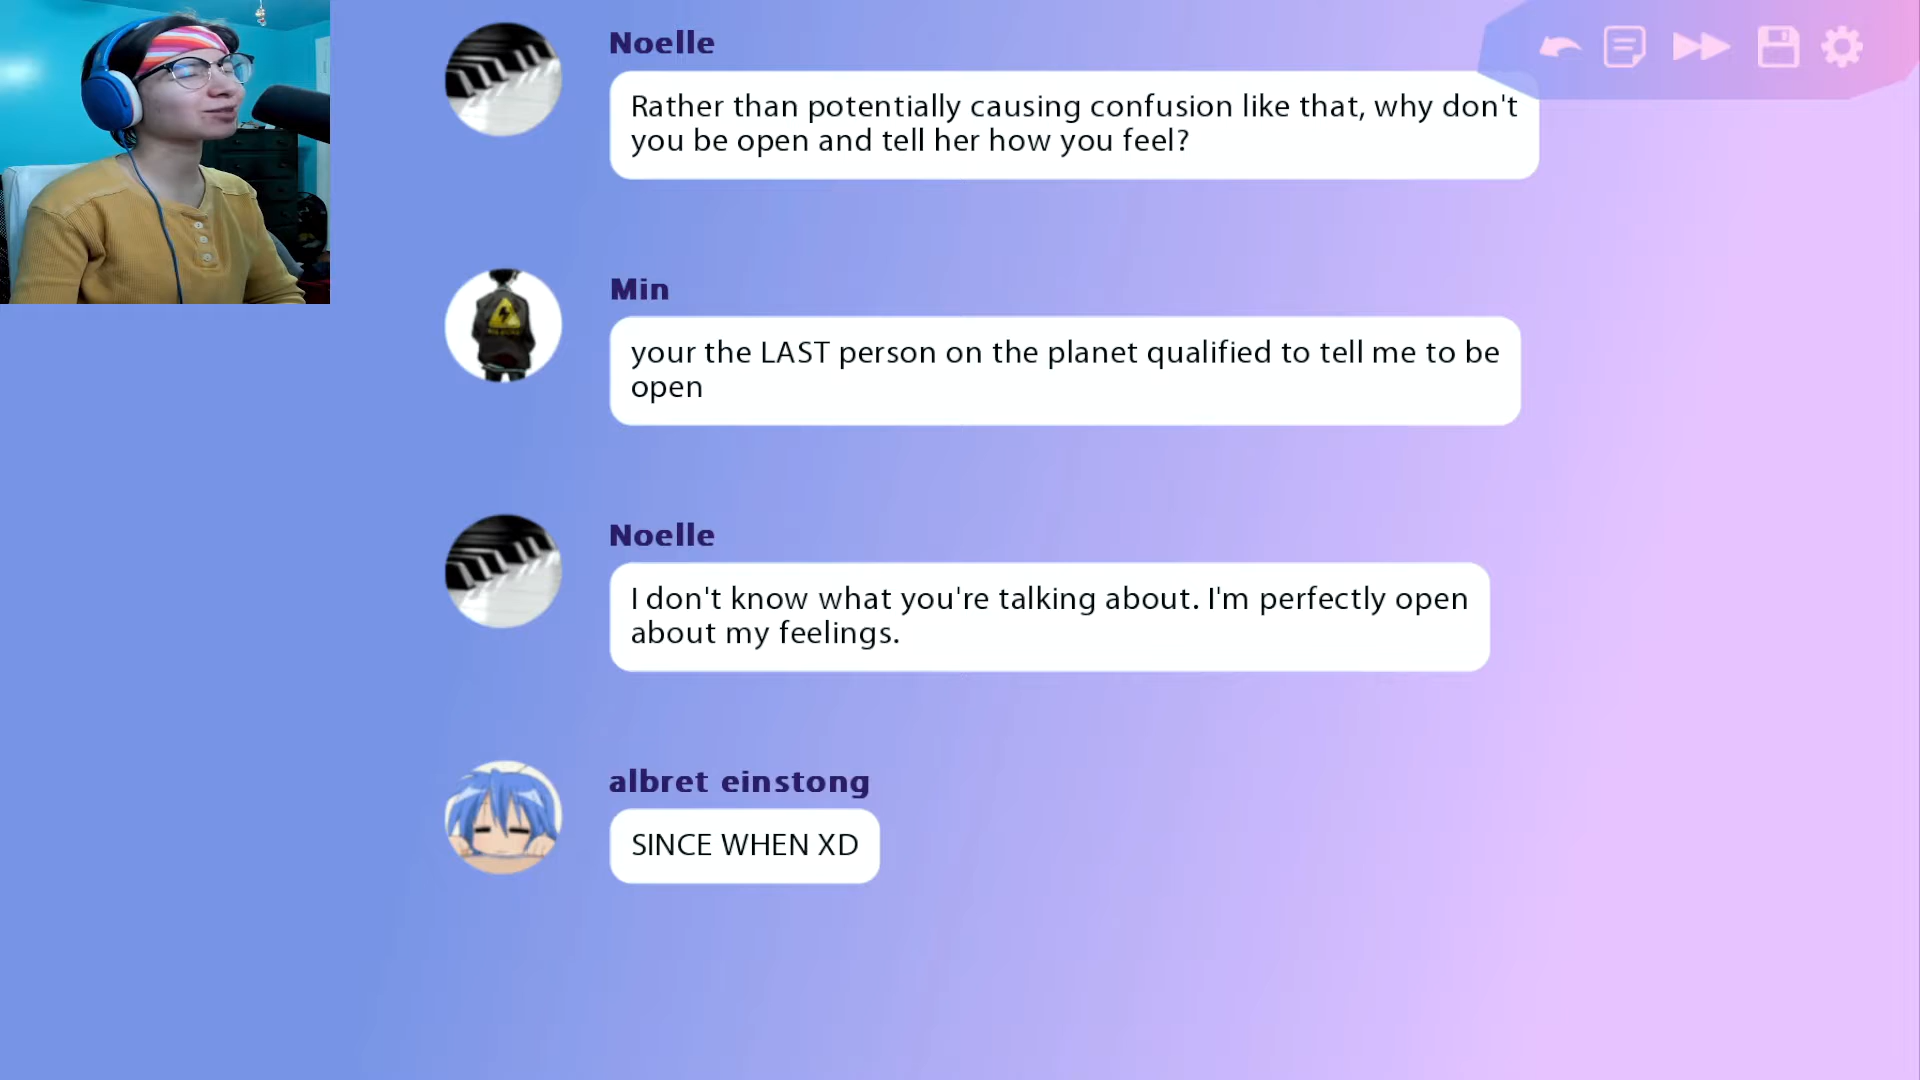 Noelle
Rather than potentially causing confusion like that, why don't
you be open and tell her how you feel?
Min
your the LAST person on the planet qualified to tell me to be
open
Noelle
I don't know what you're talking about. I'm perfectly open
about my feelings.
albret einstong
SINCE WHEN XD